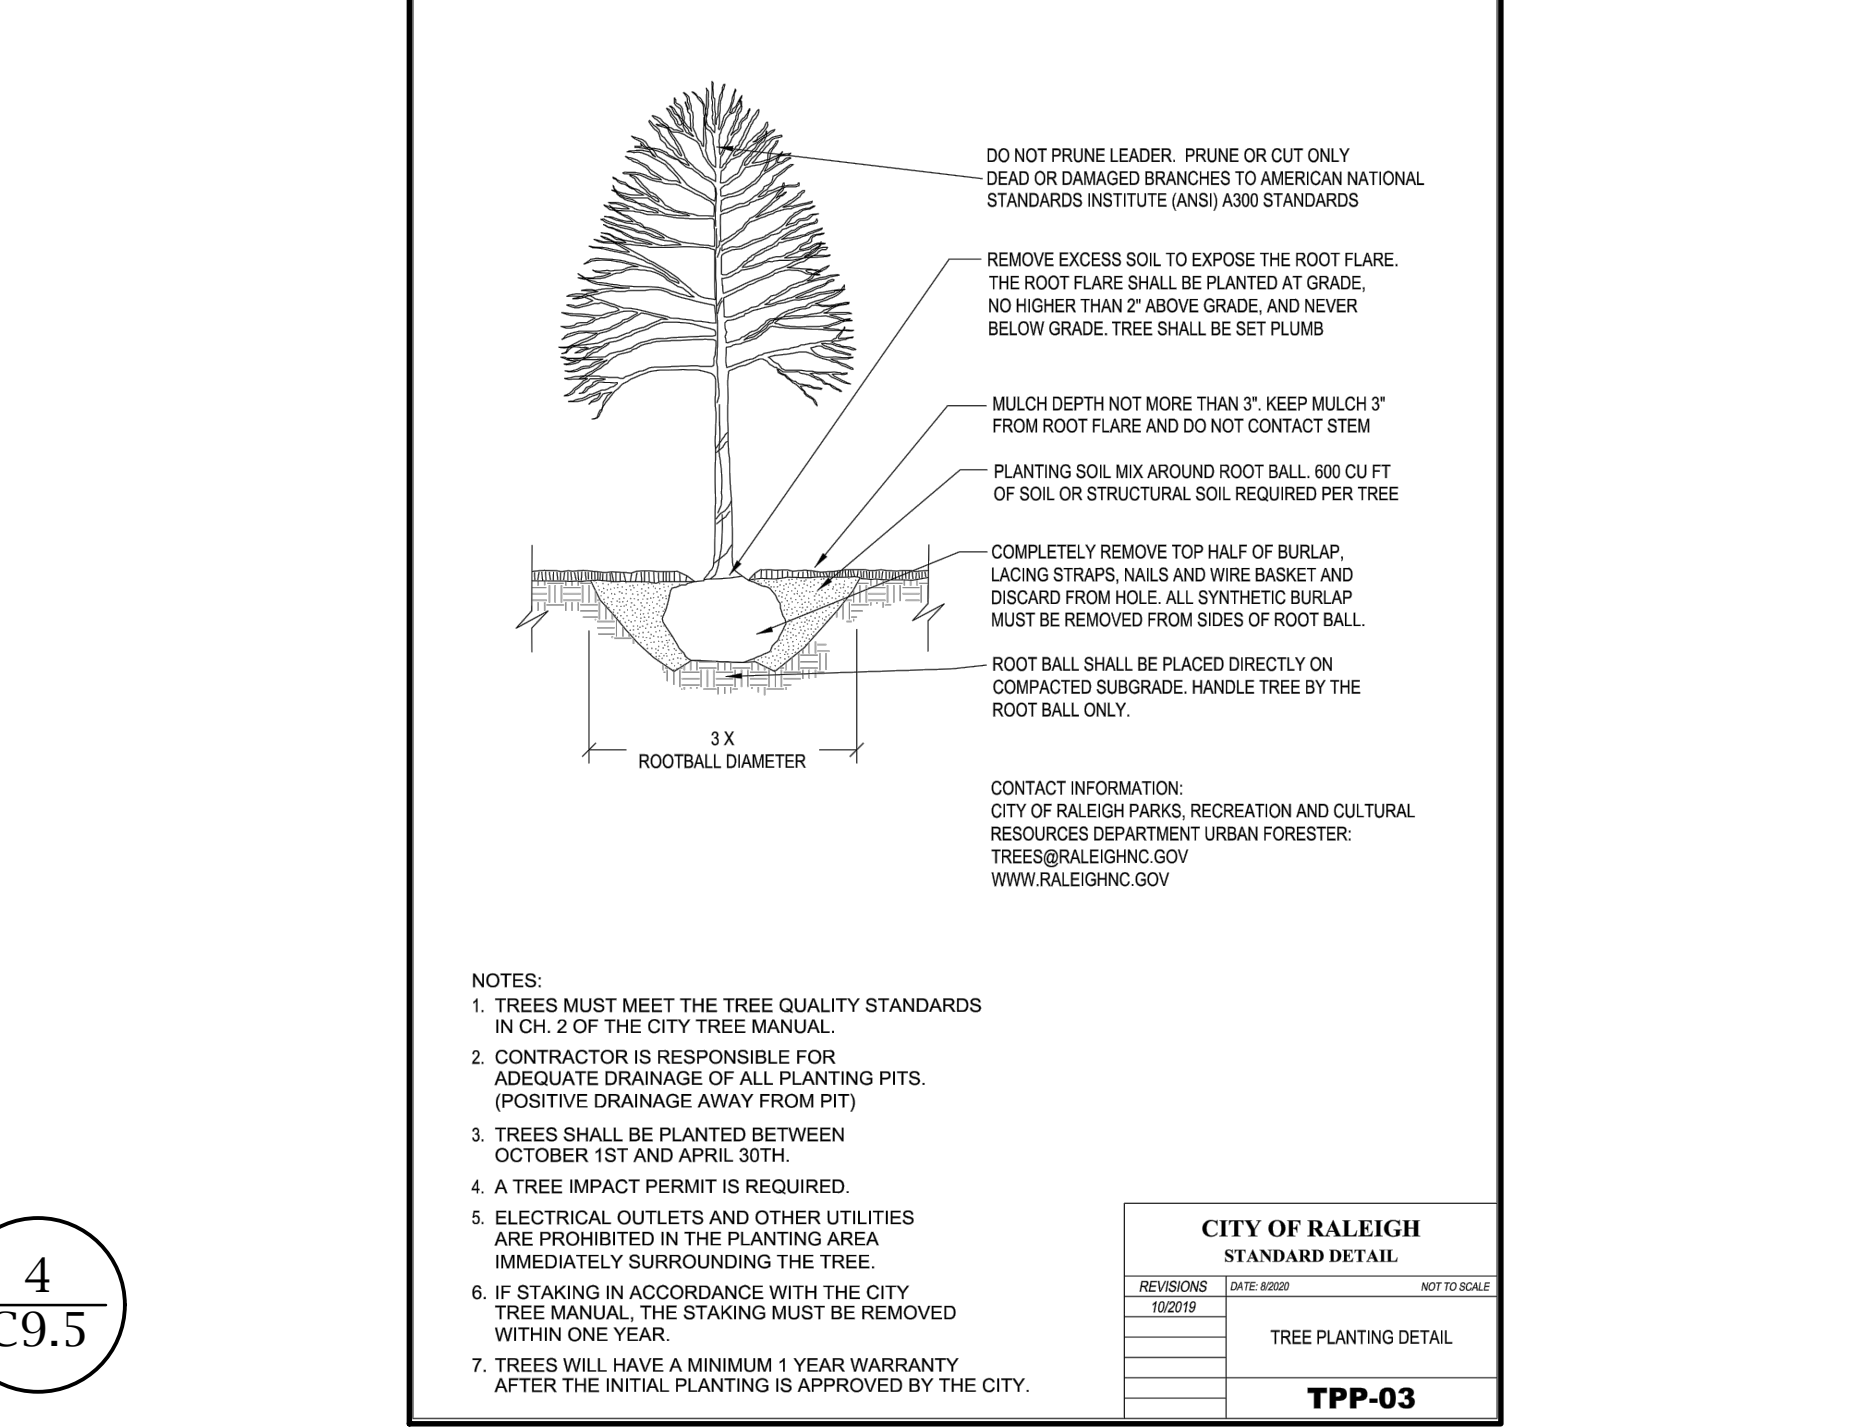 DO NOT PRUNE LEADER. PRUNE OR CUT ONLY
DEAD OR DAMAGED BRANCHES TO AMERICAN NATIONAL
STANDARDS INSTITUTE (ANSI) A300 STANDARDS
REMOVE EXCESS SOIL TO EXPOSE THE ROOT FLARE.
THE ROOT FLARE SHALL BE PLANTED AT GRADE,
NO HIGHER THAN 2" ABOVE GRADE, AND NEVER
BELOW GRADE. TREE SHALL BE SET PLUMB
MULCH DEPTH NOT MORE THAN 3". KEEP MULCH 3"
FROM ROOT FLARE AND DO NOT CONTACT STEM
PLANTING SOIL MIX AROUND ROOT BALL. 600 CU FT
OF SOIL OR STRUCTURAL SOIL REQUIRED PER TREE
COMPLETELY REMOVE TOP HALF OF BURLAP,
LACING STRAPS, NAILS AND WIRE BASKET AND
DISCARD FROM HOLE. ALL SYNTHETIC BURLAP
MUST BE REMOVED FROM SIDES OF ROOT BALL.
ROOT BALL SHALL BE PLACED DIRECTLY ON
COMPACTED SUBGRADE. HANDLE TREE BY THE
ROOT BALL ONLY.
3 X
ROOTBALL DIAMETER
CONTACT INFORMATION:
CITY OF RALEIGH PARKS, RECREATION AND CULTURAL
RESOURCES DEPARTMENT URBAN FORESTER:
TREES@RALEIGHNC.GOV
WWW.RALEIGHNC.GOV
NOTES:
1. TREES MUST MEET THE TREE QUALITY STANDARDS
IN CH. 2 OF THE CITY TREE MANUAL.
2. CONTRACTOR IS RESPONSIBLE FOR
ADEQUATE DRAINAGE OF ALL PLANTING PITS.
(POSITIVE DRAINAGE AWAY FROM PIT)
3. TREES SHALL BE PLANTED BETWEEN
OCTOBER 1ST AND APRIL 30TH.
4. A TREE IMPACT PERMIT IS REQUIRED.
5. ELECTRICAL OUTLETS AND OTHER UTILITIES
ARE PROHIBITED IN THE PLANTING AREA
IMMEDIATELY SURROUNDING THE TREE.
6. IF STAKING IN ACCORDANCE WITH THE CITY
TREE MANUAL, THE STAKING MUST BE REMOVED
WITHIN ONE YEAR.
7. TREES WILL HAVE A MINIMUM 1 YEAR WARRANTY
AFTER THE INITIAL PLANTING IS APPROVED BY THE CITY.
4
C9.5
CITY OF RALEIGH
STANDARD DETAIL
REVISIONS
DATE: 8/2020
NOT TO SCALE
10/2019
TREE PLANTING DETAIL
TPP-03